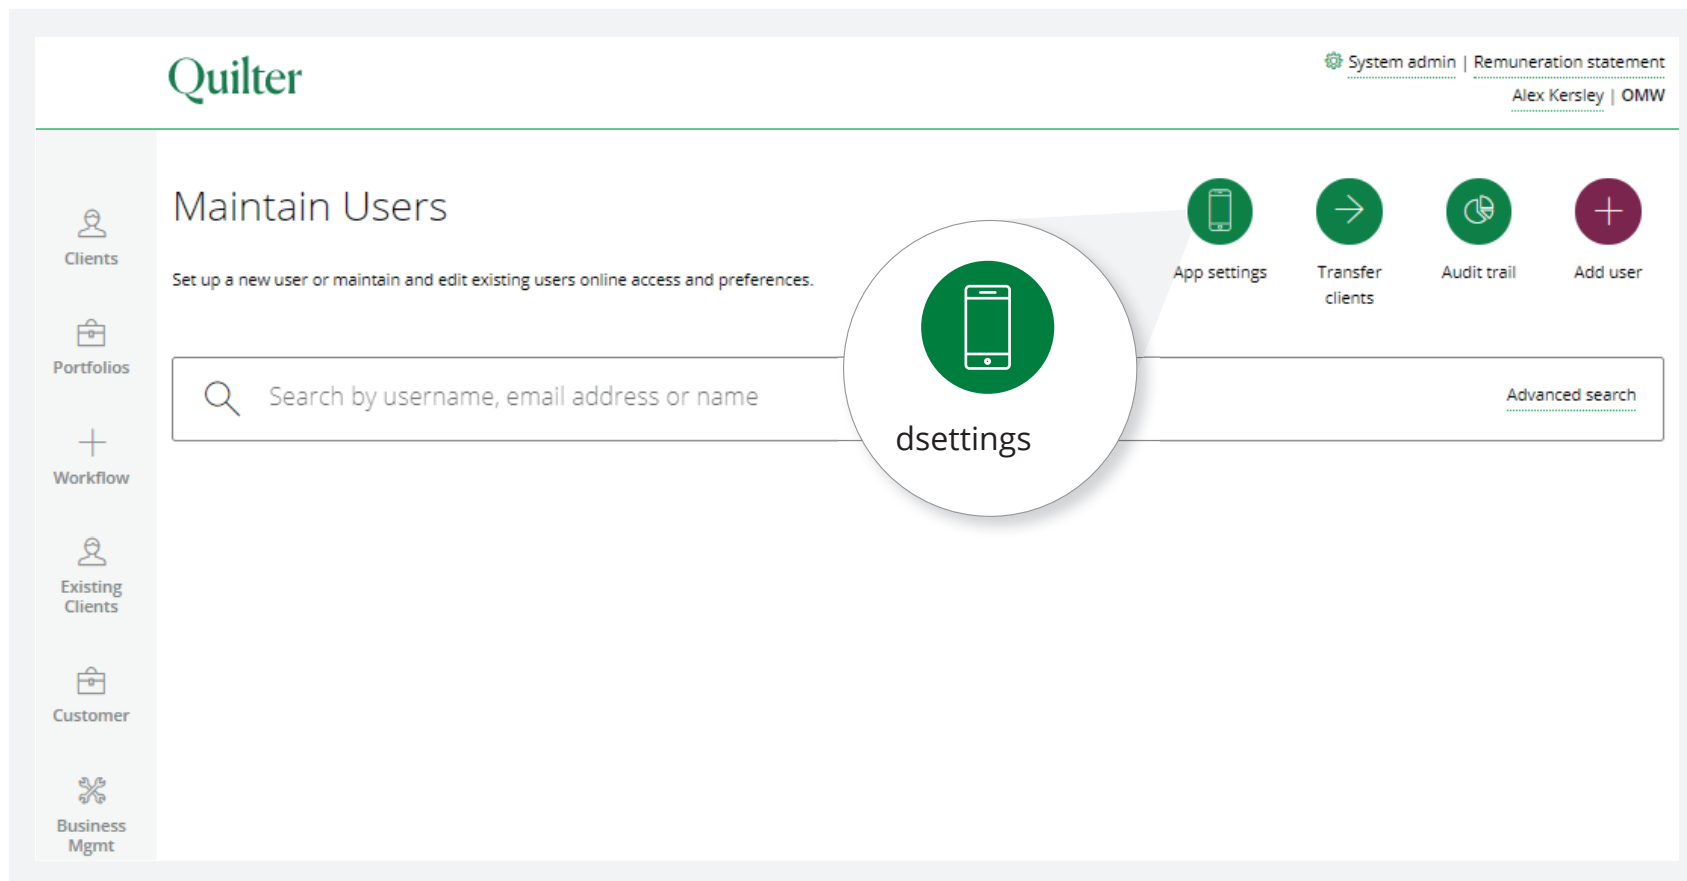 Quilter
System admin | Remuneration statement
Alex Kersley | OMW
Clients
Portfolios
Workflow
Existing
Clients
Customer
Business
Mgmt
Maintain Users
Set up a new user or maintain and edit existing users online access and preferences.
App settings
Transfer
clients
Audit trail
Add user
Search by username, email address or name
Advanced search
dsettings